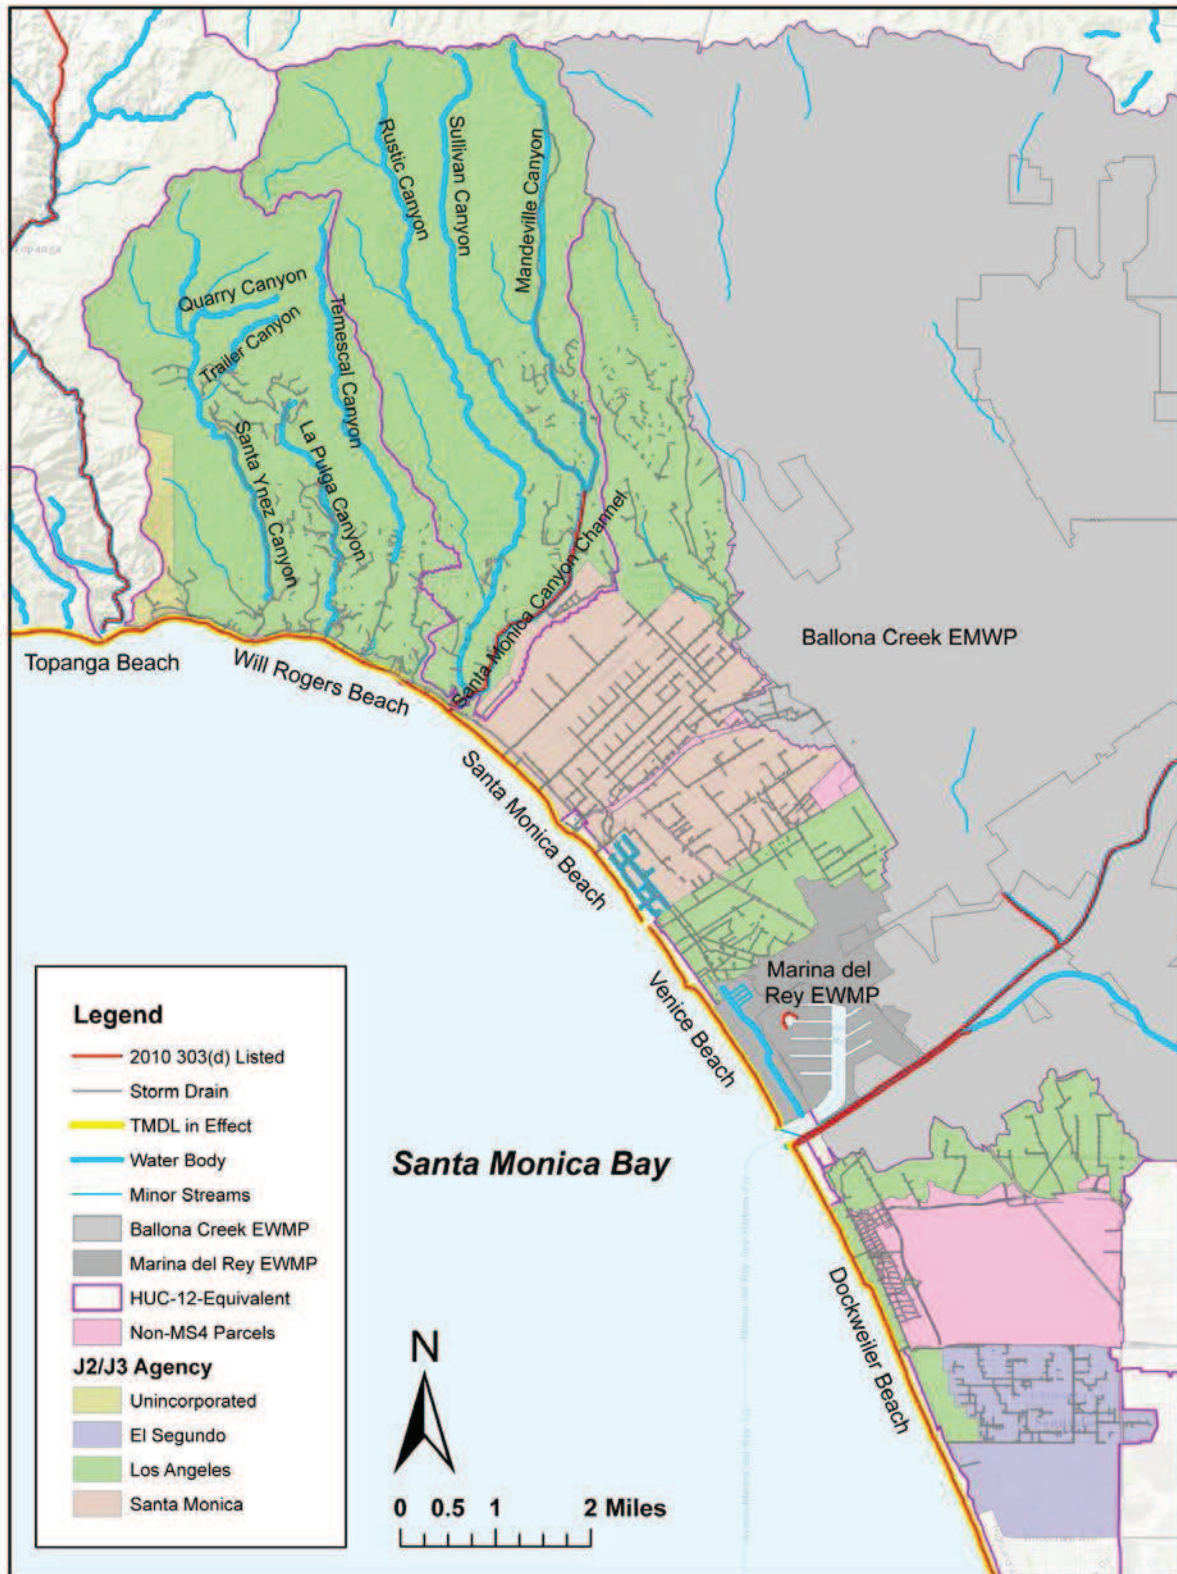 Topanga
Rustic Canyon
Sullivan Canyon
Mandeville Canyon
Quarry Canyon
Trailer Canyon
Temescal Canyon
Santa Ynez Canyon
La Pulga Canyon
Santa Monica Canyon Channel
Ballona Creek EMWP
Topanga Beach
Will Rogers Beach
Santa Monica Beach
Venice Beach
Marina del
Rey EWMP
Santa Monica Bay
Dockweiler Beach
Legend
2010 303(d) Listed
Storm Drain
TMDL in Effect
Water Body
Minor Streams
Ballona Creek EWMP
Marina del Rey EWMP
HUC-12-Equivalent
Non-MS4 Parcels
J2/J3 Agency
Unincorporated
El Segundo
Los Angeles
Santa Monica
N
0 0.5 1 2 Miles